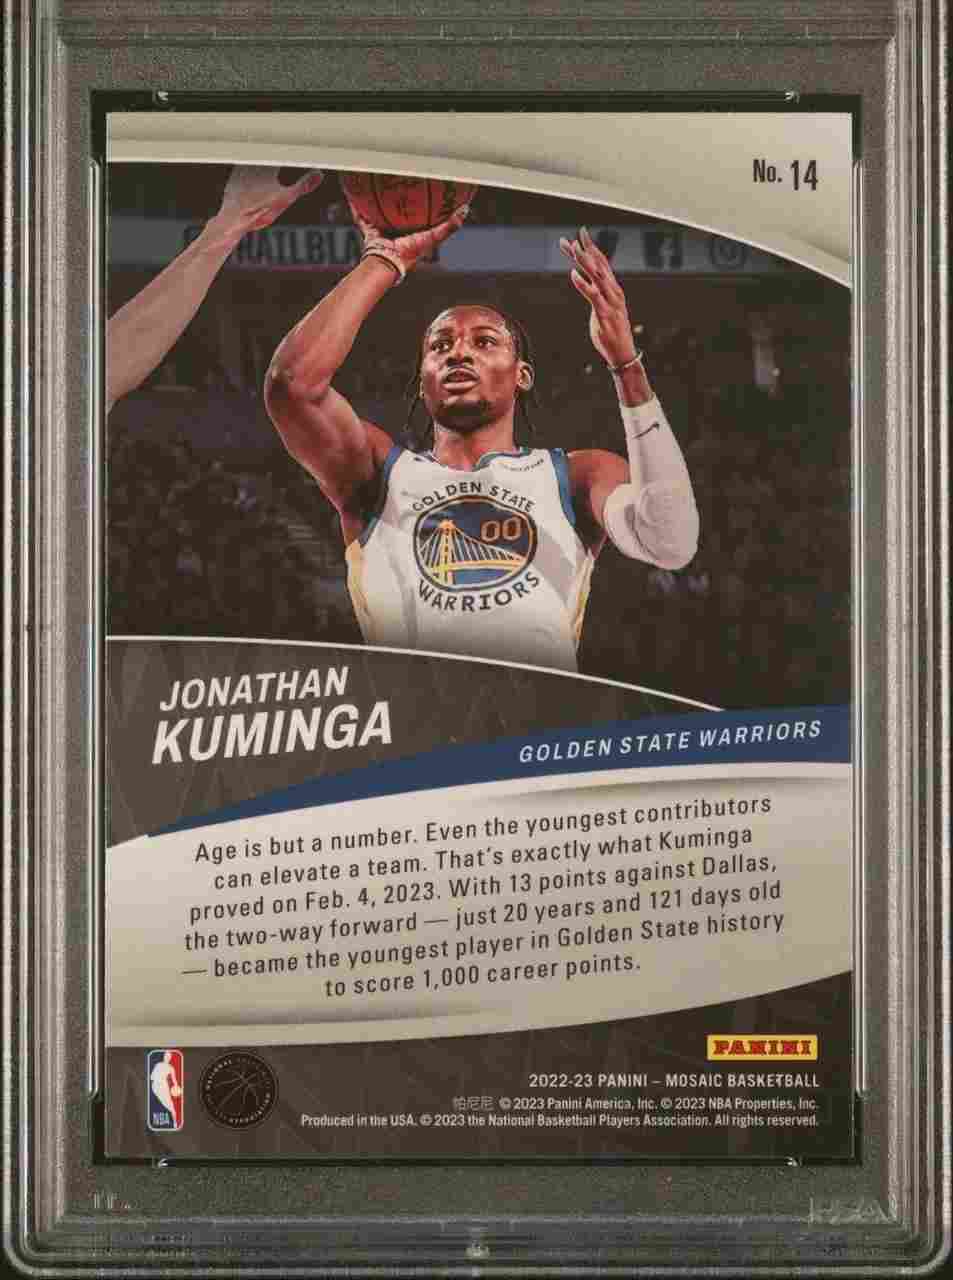 No. 14
GOLDEN STATE
00
WARRIORS
JONATHAN
KUMINGA
GOLDEN STATE WARRIORS
Age is but a number. Even the youngest contributors
can elevate a team. That's exactly what Kuminga
proved on Feb. 4, 2023. With 13 points against Dallas,
the two-way forward — just 20 years and 121 days old
— became the youngest player in Golden State history
to score 1,000 career points.
PANINI
2022-23 PANINI – MOSAIC BASKETBALL
帕尼尼 © 2023 Panini America, Inc. © 2023 NBA Properties, Inc.
Produced in the USA. © 2023 the National Basketball Players Association. All rights reserved.
NBA